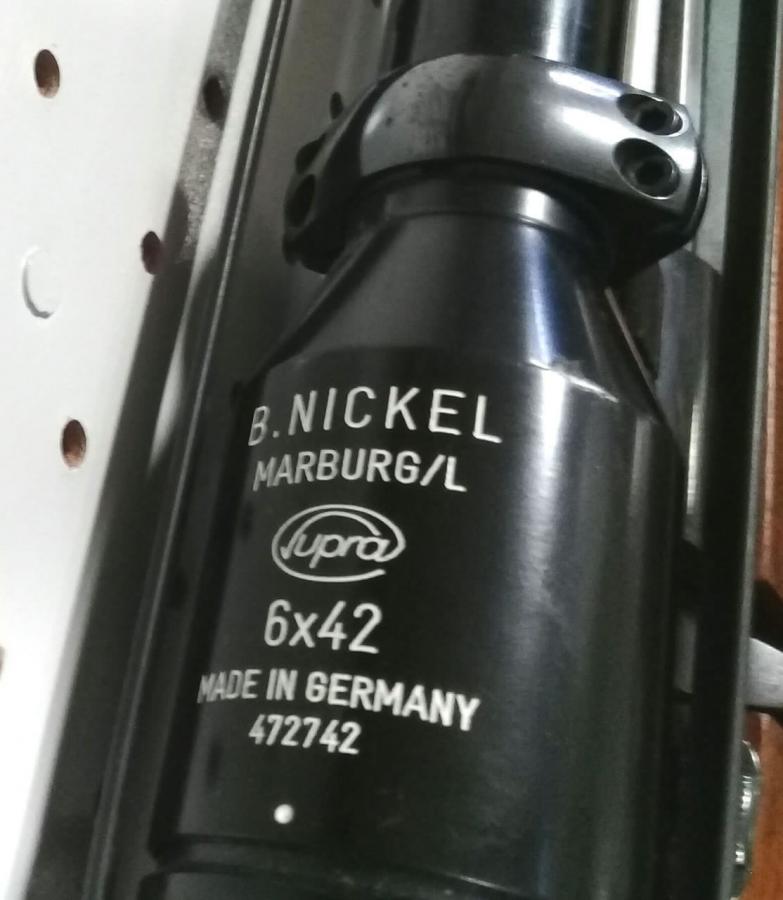 B.NICKEL
MARBURG/L
Supra
6x42
MADE IN GERMANY
472742